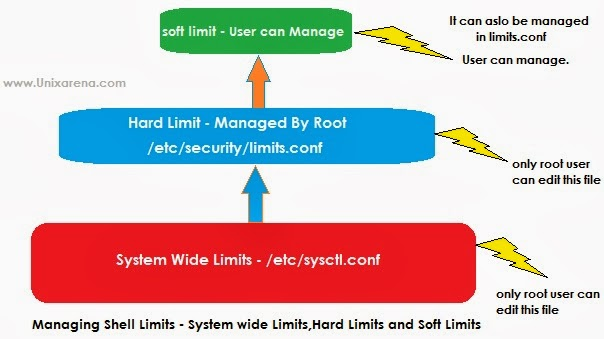 soft limit - User can Manage
It can aslo be managed
in limits.conf
User can manage.
www.Unixarena.com
Hard Limit - Managed By Root
/etc/security/limits.conf
only root user
can edit this file
System Wide Limits - /etc/sysctl.conf
only root user can
edit this file
Managing Shell Limits - System wide Limits,Hard Limits and Soft Limits